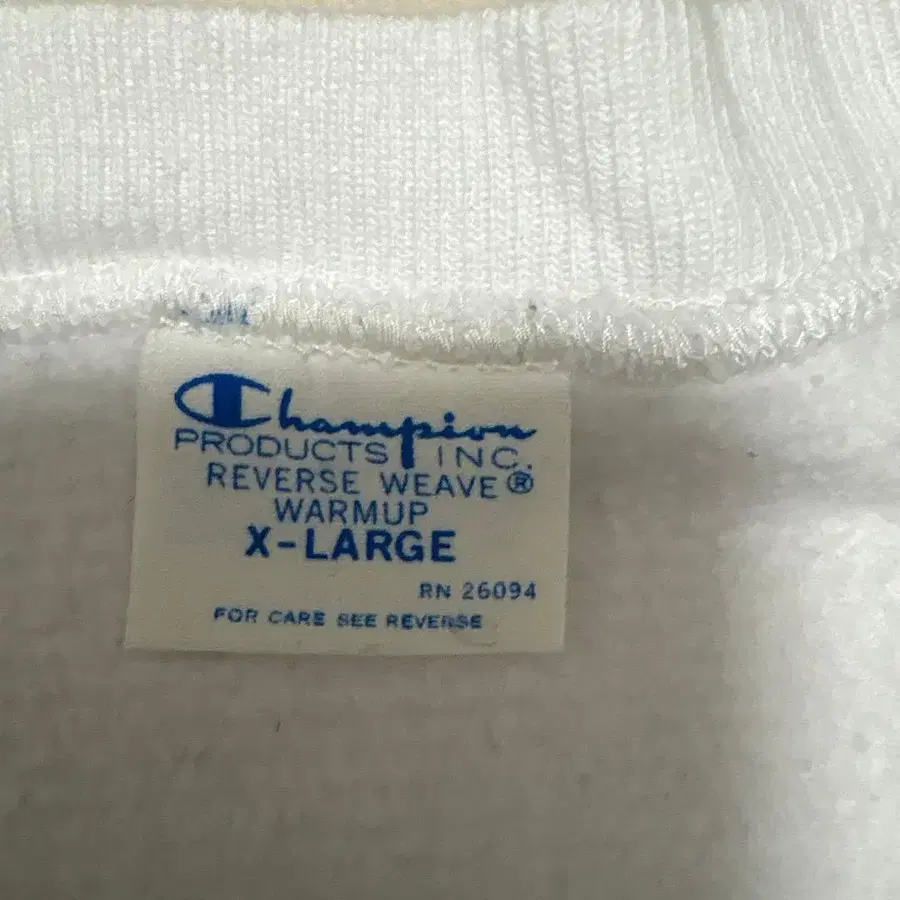 Champion
PRODUCTS INC.
REVERSE WEAVE®
WARMUP
X-LARGE
RN 26094
FOR CARE SEE REVERSE